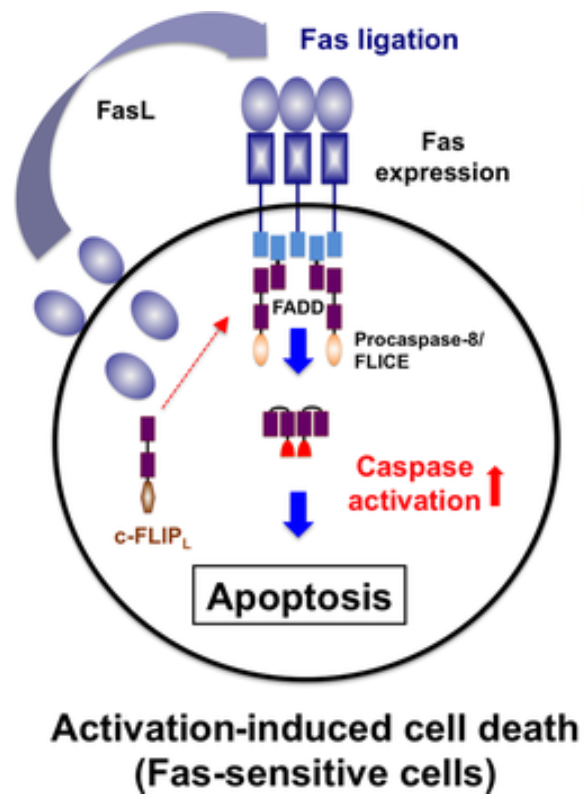 Fas ligation
FasL
Fas
expression
FADD
Procaspase-8/
FLICE
Caspase
activation
c-FLIPL
Apoptosis
Activation-induced cell death
(Fas-sensitive cells)